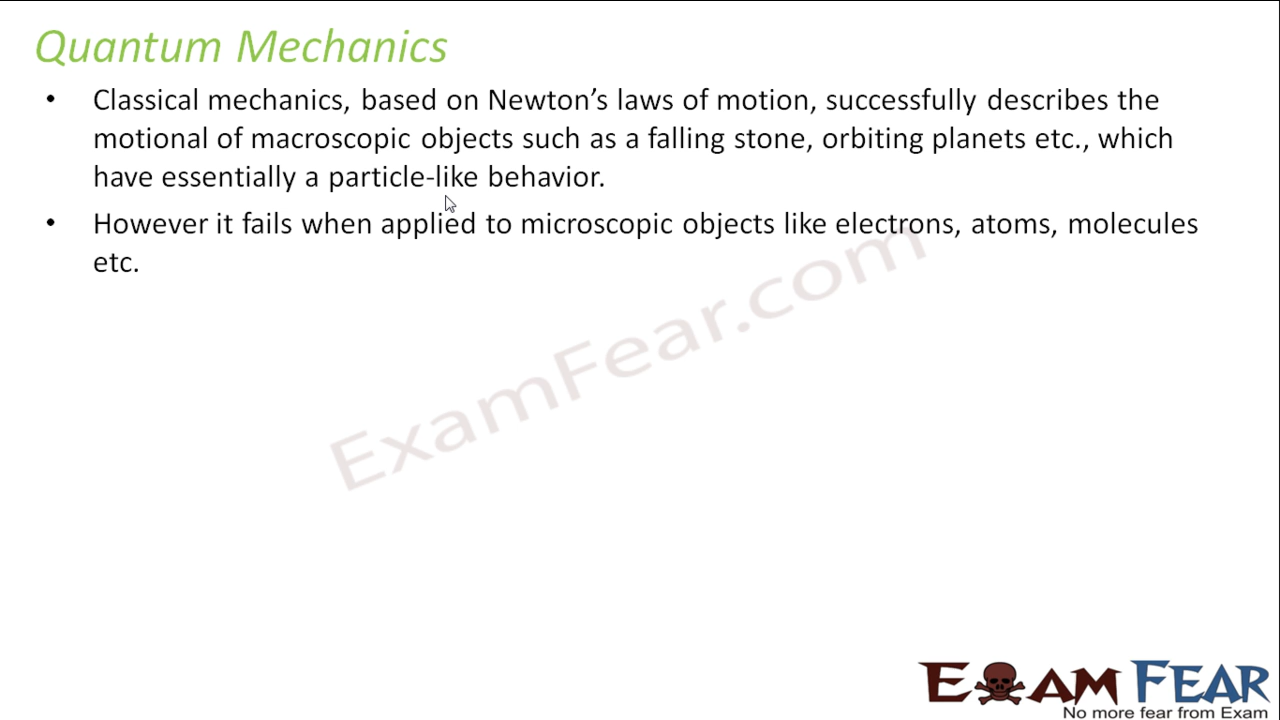 Quantum Mechanics
• Classical mechanics, based on Newton's laws of motion, successfully describes the
motional of macroscopic objects such as a falling stone, orbiting planets etc., which
have essentially a particle-like behavior.
• However it fails when applied to microscopic objects like electrons, atoms, molecules
etc.
ExamFear.com
EXAM FEAR
No more fear from Exam